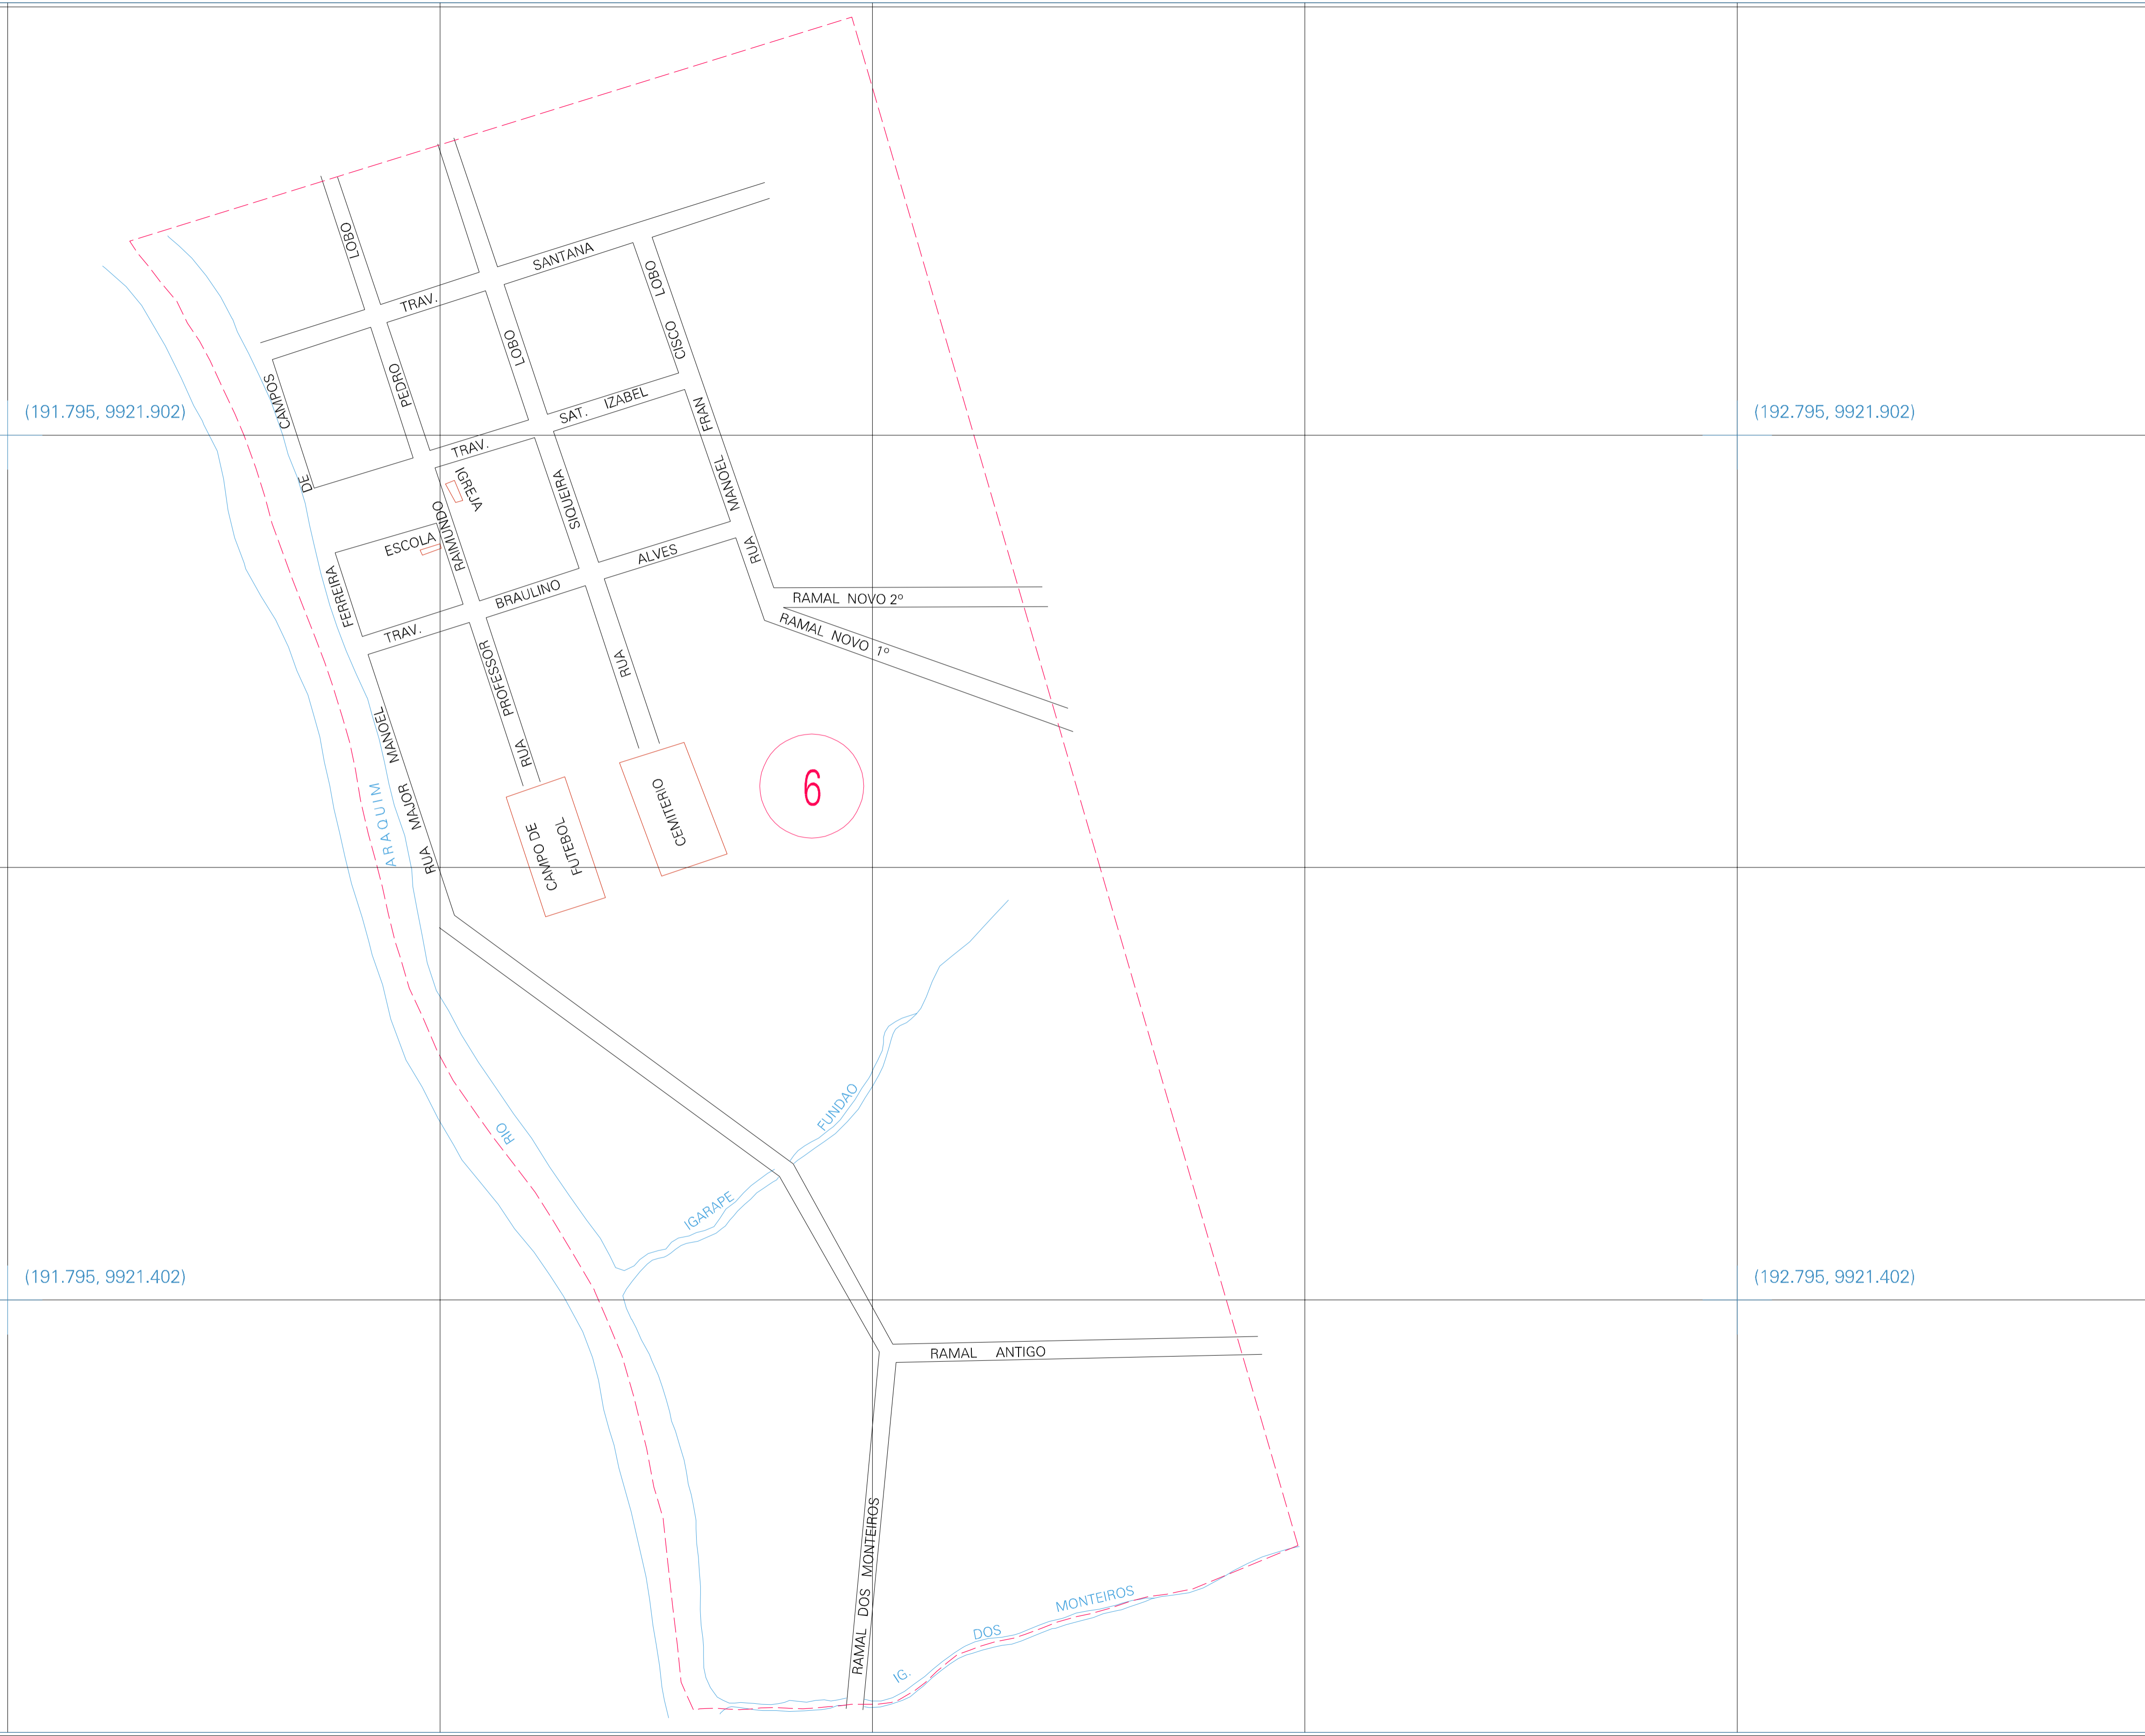 LOBO
TRAV. SANTANA
LOBO
CISCO
LOBO
PEDRO
CAMPOS
(191.795, 9921.902)
(192.795, 9921.902)
SAT. IZABEL
TRAV.
FRAN
MANOEL
DE
IGREJA
SIQUEIRA
RAIMUNDO
ESCOLA
ALVES
RUA
BRAULINO
FERREIRA
TRAV.
RAMAL NOVO 2º
RAMAL NOVO 1º
PROFESSOR
RUA
RUA
MANOEL
MAJOR
RUA
ARAQUIM
6
CEMITERIO
CAMPO DE
FUTEBOL
FUNDAO
RIO
IGARAPE
(191.795, 9921.402)
(192.795, 9921.402)
RAMAL ANTIGO
RAMAL DOS MONTEIROS
IG. DOS MONTEIROS